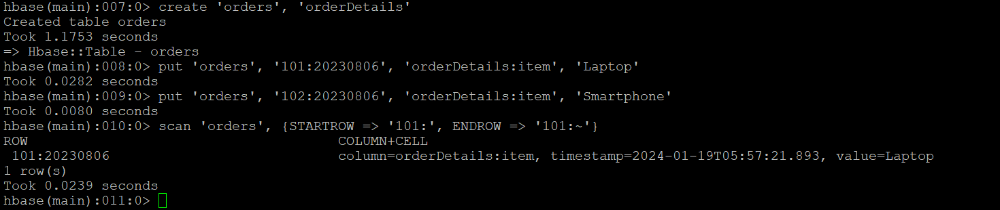 hbase(main):007:0> create 'orders', 'orderDetails'
Created table orders
Took 1.1753 seconds
=> Hbase::Table - orders
hbase(main):008:0> put 'orders', '101:20230806', 'orderDetails:item', 'Laptop'
Took 0.0282 seconds
hbase(main):009:0> put 'orders', '102:20230806', 'orderDetails:item', 'Smartphone'
Took 0.0080 seconds
hbase(main):010:0> scan 'orders', {STARTROW => '101:', ENDROW => '101:~'}
ROW                                            COLUMN+CELL
 101:20230806                                  column=orderDetails:item, timestamp=2024-01-19T05:57:21.893, value=Laptop
1 row(s)
Took 0.0239 seconds
hbase(main):011:0>